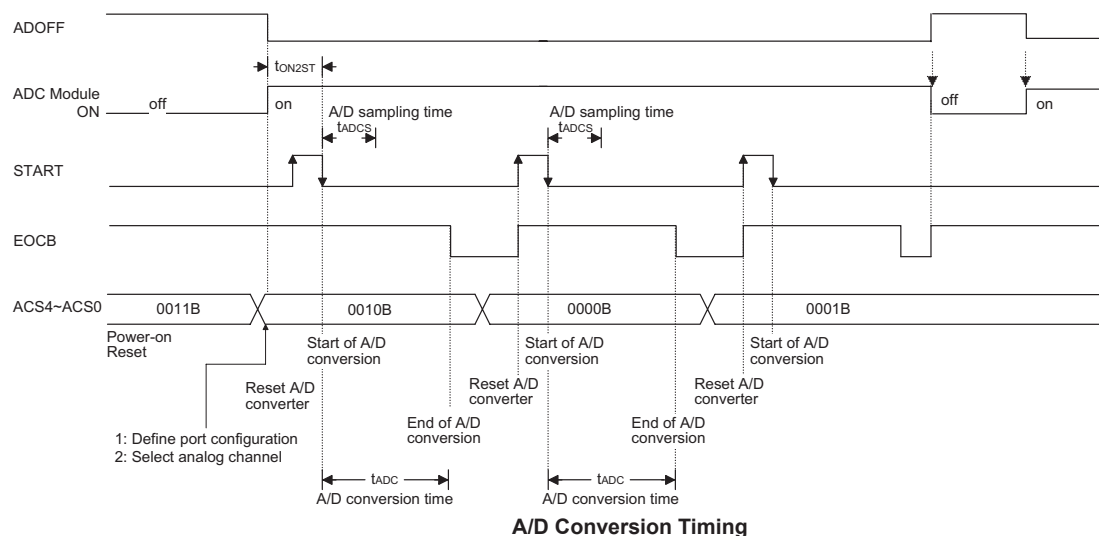 ADOFF
tON2ST
ADC Module
ON
off
on
A/D sampling time
tADCS
A/D sampling time
tADCS
off
on
START
EOCB
ACS4~ACS0
0011B
0010B
0000B
0001B
Power-on
Reset
Start of A/D
conversion
Start of A/D
conversion
Start of A/D
conversion
Reset A/D
converter
Reset A/D
converter
Reset A/D
converter
End of A/D
conversion
End of A/D
conversion
1: Define port configuration
2: Select analog channel
tADC
A/D conversion time
tADC
A/D conversion time
A/D Conversion Timing